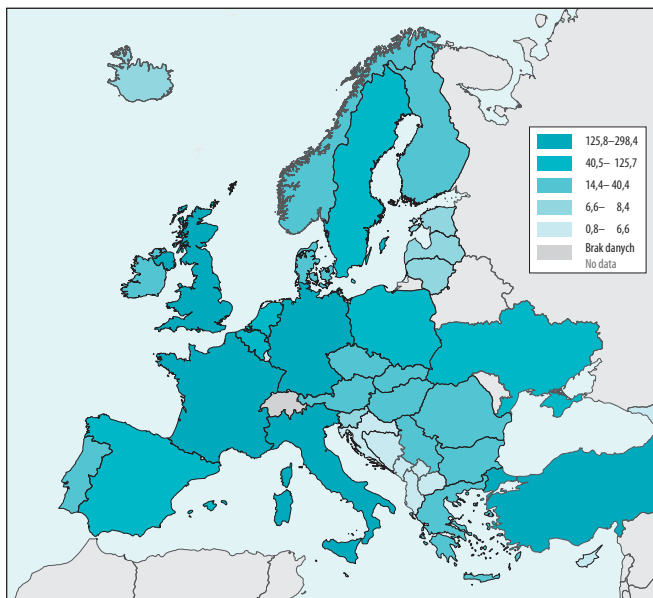 125,8–298,4
40,5– 125,7
14,4– 40,4
6,6– 8,4
0,8– 6,6
Brak danych
No data